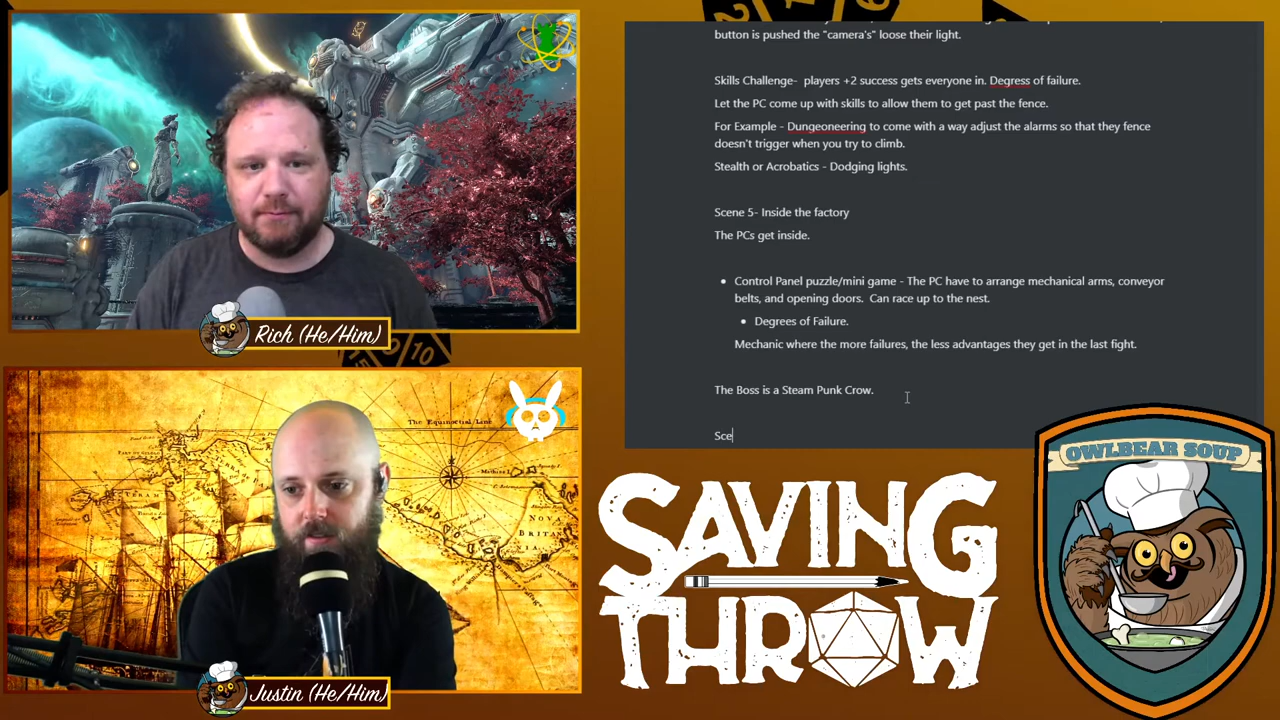 button is pushed the "camera's" loose their light.
Skills Challenge-  players +2 success gets everyone in. Degress of failure.
Let the PC come up with skills to allow them to get past the fence.
For Example - Dungeoneering to come with a way adjust the alarms so that they fence
doesn't trigger when you try to climb.
Stealth or Acrobatics - Dodging lights.
Scene 5- Inside the factory
The PCs get inside.
Control Panel puzzle/mini game - The PC have to arrange mechanical arms, conveyor
belts, and opening doors.  Can race up to the nest.
Degrees of Failure.
Mechanic where the more failures, the less advantages they get in the last fight.
The Boss is a Steam Punk Crow.
Sce
Rich (He/Him)
The Equinoctial Line
NOVA
BRITAN
Justin (He/Him)
SAVING
THROW
OWLBEAR SOUP